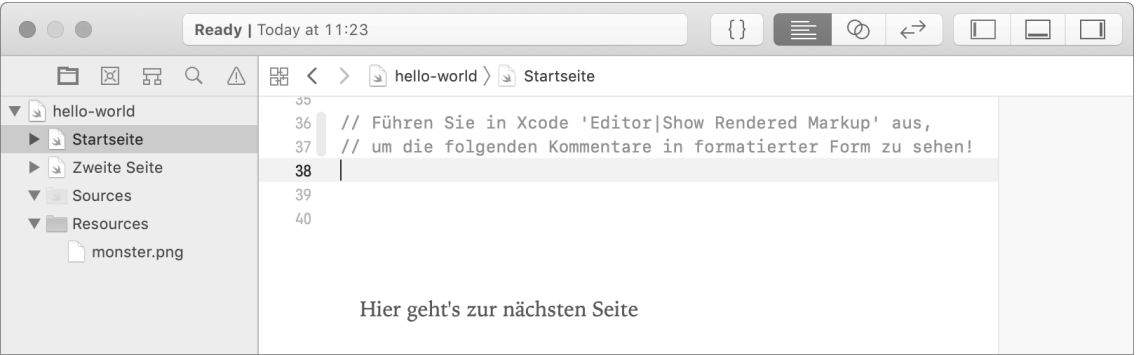 Ready | Today at 11:23
{ }
hello-world
Startseite
Zweite Seite
Sources
Resources
monster.png
hello-world 〉 Startseite
35
36 // Führen Sie in Xcode 'Editor|Show Rendered Markup' aus,
37 // um die folgenden Kommentare in formatierter Form zu sehen!
38
39
40
Hier geht's zur nächsten Seite